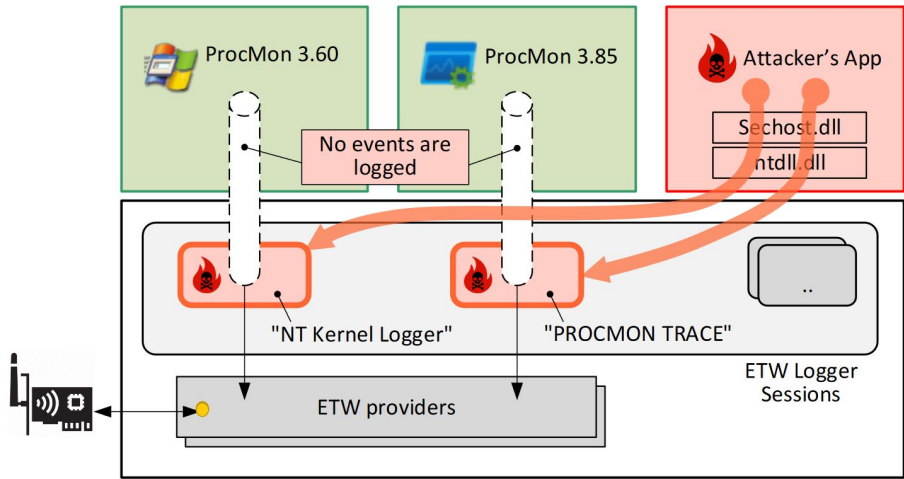 ProcMon 3.60
ProcMon 3.85
Attacker's App
Sechost.dll
ntdll.dll
No events are
logged
"NT Kernel Logger"
"PROCMON TRACE"
..
ETW Logger
Sessions
ETW providers